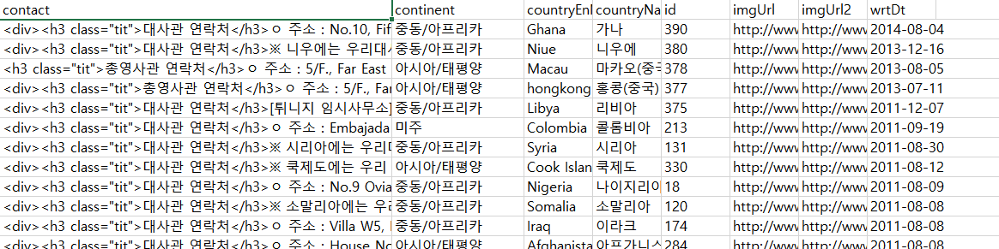 contact continent countryEnl countryNa id imgUrl imgUrl2 wrtDt
<div><h3 class="tit">대사관 연락처</h3>ㅇ 주소 : No.10, Fif 중동/아프리카 Ghana 가나 390 http://www http://www 2014-08-04
<div><h3 class="tit">대사관 연락처</h3>※ 니우에는 우리대사 중동/아프리카 Niue 니우에 380 http://www http://www 2013-12-16
<h3 class="tit">총영사관 연락처</h3>ㅇ 주소 : 5/F., Far East 아시아/태평양 Macau 마카오(중국 378 http://www http://www 2013-08-05
<div><h3 class="tit">총영사관 연락처</h3>ㅇ 주소 : 5/F., Far 아시아/태평양 hongkong 홍콩(중국) 377 http://www http://www 2013-07-11
<div><h3 class="tit">대사관 연락처</h3>[튀니지 임시사무소] 중동/아프리카 Libya 리비아 375 http://www http://www 2011-12-07
<div><h3 class="tit">대사관 연락처</h3>ㅇ 주소 : Embajada 미주 Colombia 콜롬비아 213 http://www http://www 2011-09-19
<div><h3 class="tit">대사관 연락처</h3>※ 시리아에는 우리대 중동/아프리카 Syria 시리아 131 http://www http://www 2011-08-30
<div><h3 class="tit">대사관 연락처</h3>※ 쿡제도에는 우리 아시아/태평양 Cook Islan 쿡제도 330 http://www http://www 2011-08-12
<div><h3 class="tit">대사관 연락처</h3>ㅇ 주소 : No.9 Ovia 중동/아프리카 Nigeria 나이지리아 18 http://www http://www 2011-08-09
<div><h3 class="tit">대사관 연락처</h3>※ 소말리아에는 우리 중동/아프리카 Somalia 소말리아 120 http://www http://www 2011-08-08
<div><h3 class="tit">대사관 연락처</h3>ㅇ 주소 : Villa W5, 중동/아프리카 Iraq 이라크 174 http://www http://www 2011-08-08
<div><h3 class="tit">대사관 연락처</h3>ㅇ 주소 : House No 아시아/태평양 Afghanista 아프가니스 284 http://www http://www 2011-08-08